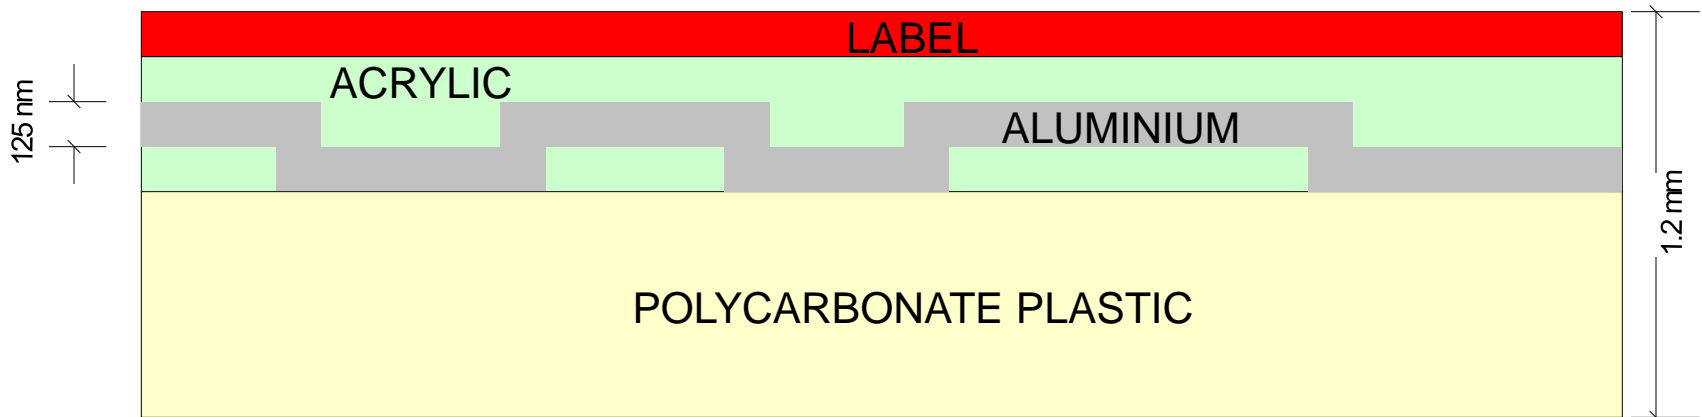 LABEL
ACRYLIC
125 nm
ALUMINIUM
1.2 mm
POLYCARBONATE PLASTIC